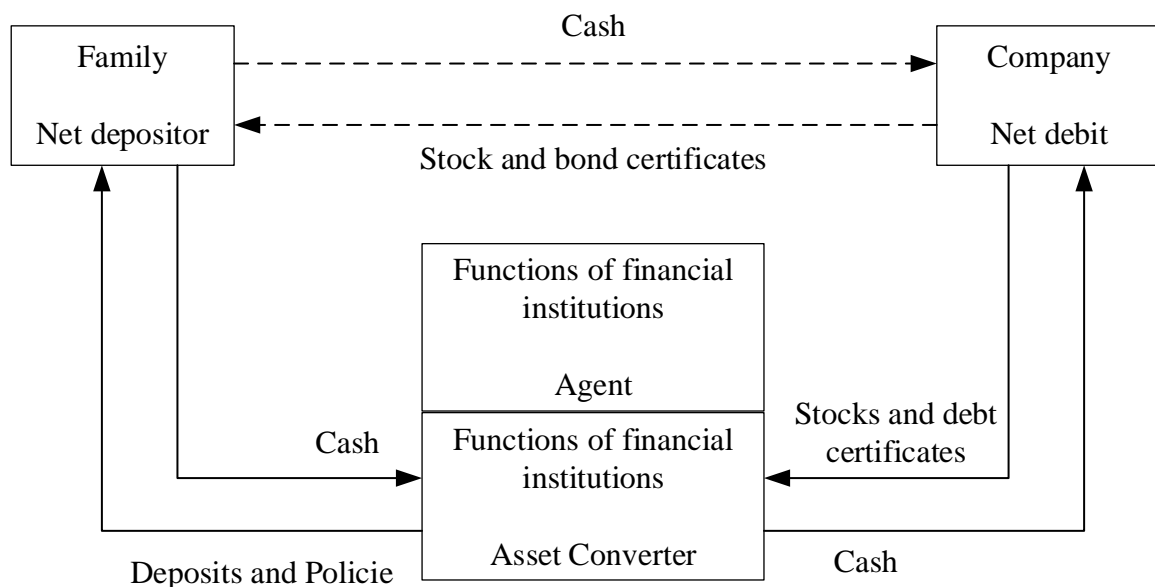 Cash
Family
Net depositor
Company
Net debit
Stock and bond certificates
Functions of financial
institutions
Agent
Functions of financial
institutions
Asset Converter
Cash
Stocks and debt
certificates
Deposits and Policie
Cash